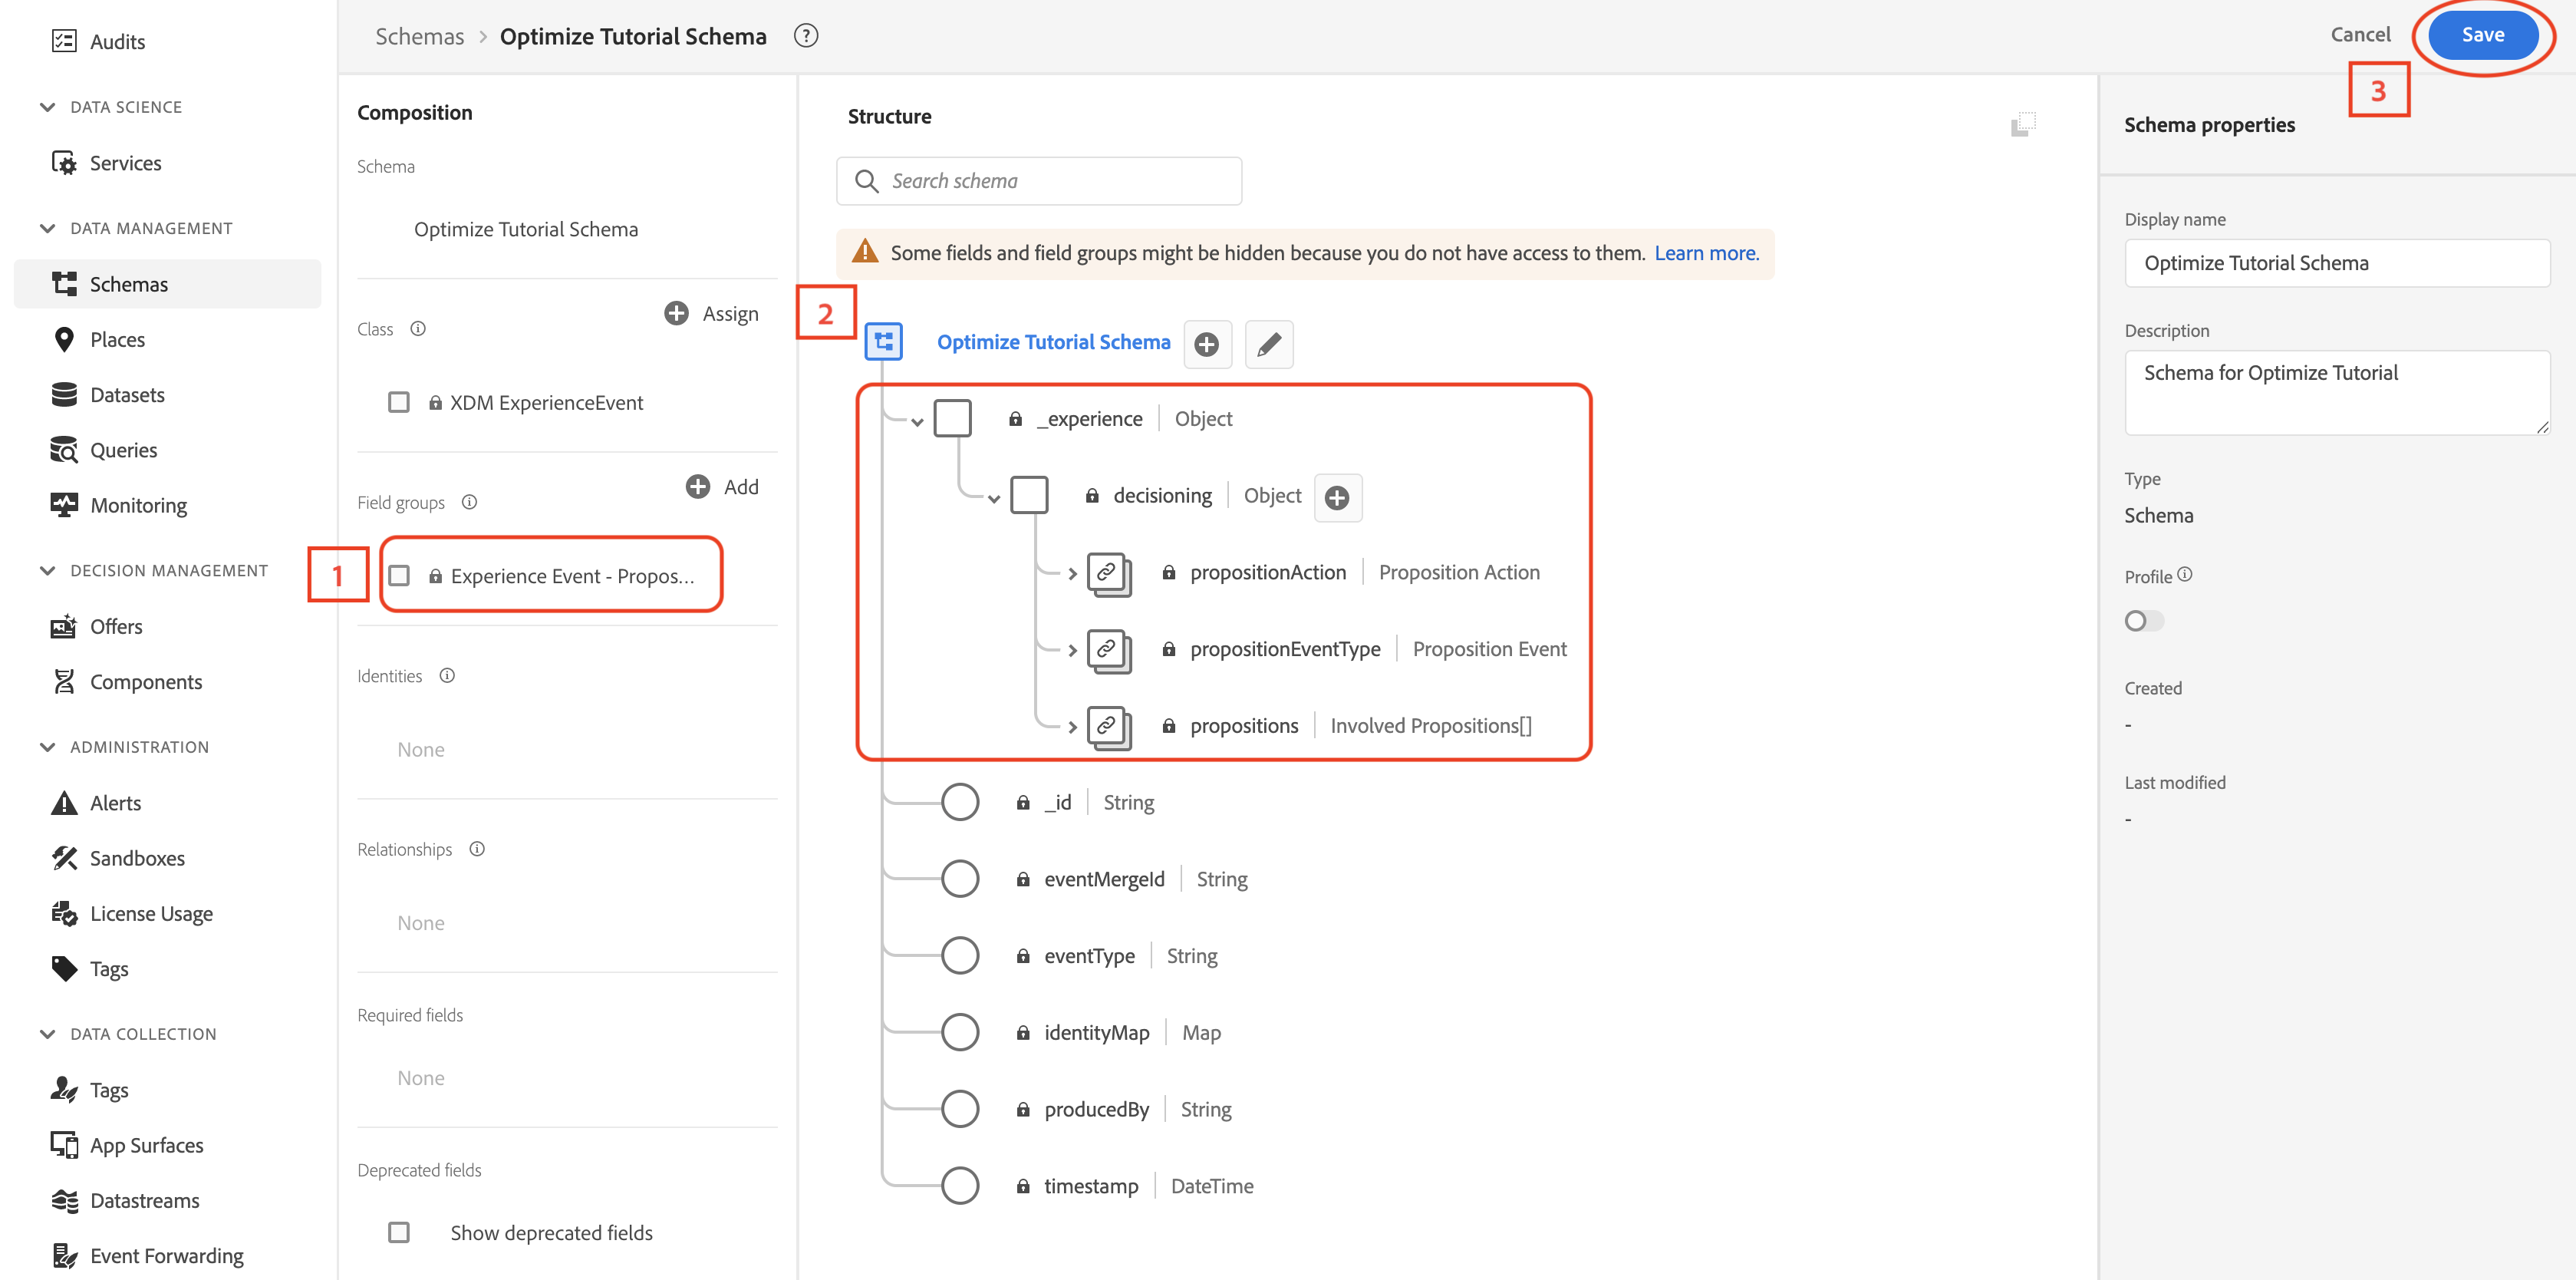 Audits
DATA SCIENCE
Services
DATA MANAGEMENT
Schemas
Places
Datasets
Queries
Monitoring
DECISION MANAGEMENT
Offers
Components
ADMINISTRATION
Alerts
Sandboxes
License Usage
Tags
DATA COLLECTION
Tags
App Surfaces
Datastreams
Event Forwarding
Schemas > Optimize Tutorial Schema
Cancel
Save
3
Composition
Schema
Optimize Tutorial Schema
Assign
Class
XDM ExperienceEvent
Add
Field groups
1
Experience Event - Propos...
Identities
None
Relationships
None
Required fields
None
Deprecated fields
Show deprecated fields
Structure
Search schema
Some fields and field groups might be hidden because you do not have access to them. Learn more.
2
Optimize Tutorial Schema
_experience | Object
decisioning | Object
propositionAction | Proposition Action
propositionEventType | Proposition Event
propositions | Involved Propositions[]
_id | String
eventMergeId | String
eventType | String
identityMap | Map
producedBy | String
timestamp | DateTime
Schema properties
Display name
Optimize Tutorial Schema
Description
Schema for Optimize Tutorial
Type
Schema
Profile
Created
-
Last modified
-